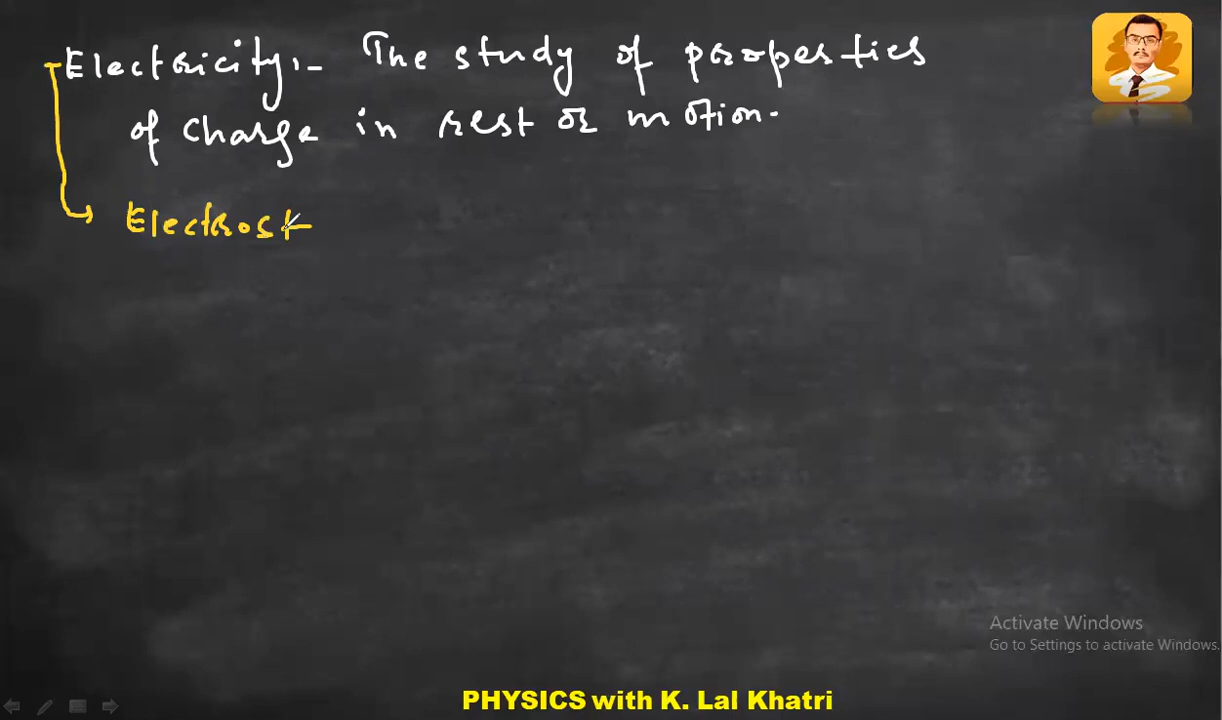 Electricity:- The study of properties
of charge in rest or motion.
Electrost
Activate Windows
Go to Settings to activate Windows.
PHYSICS with K. Lal Khatri